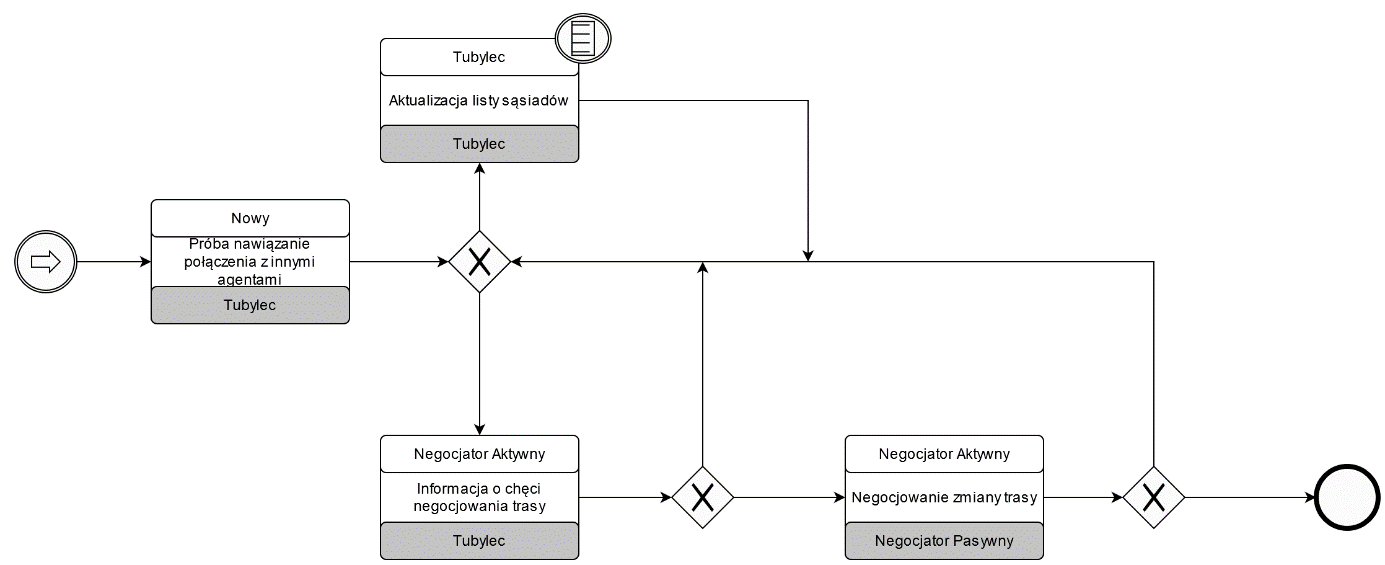 Tubylec
Aktualizacja listy sąsiadów
Tubylec
Nowy
Próba nawiązanie
połączenia z innymi
agentami
Tubylec
Negocjator Aktywny
Informacja o chęci
negocjowania trasy
Tubylec
Negocjator Aktywny
Negocjowanie zmiany trasy
Negocjator Pasywny